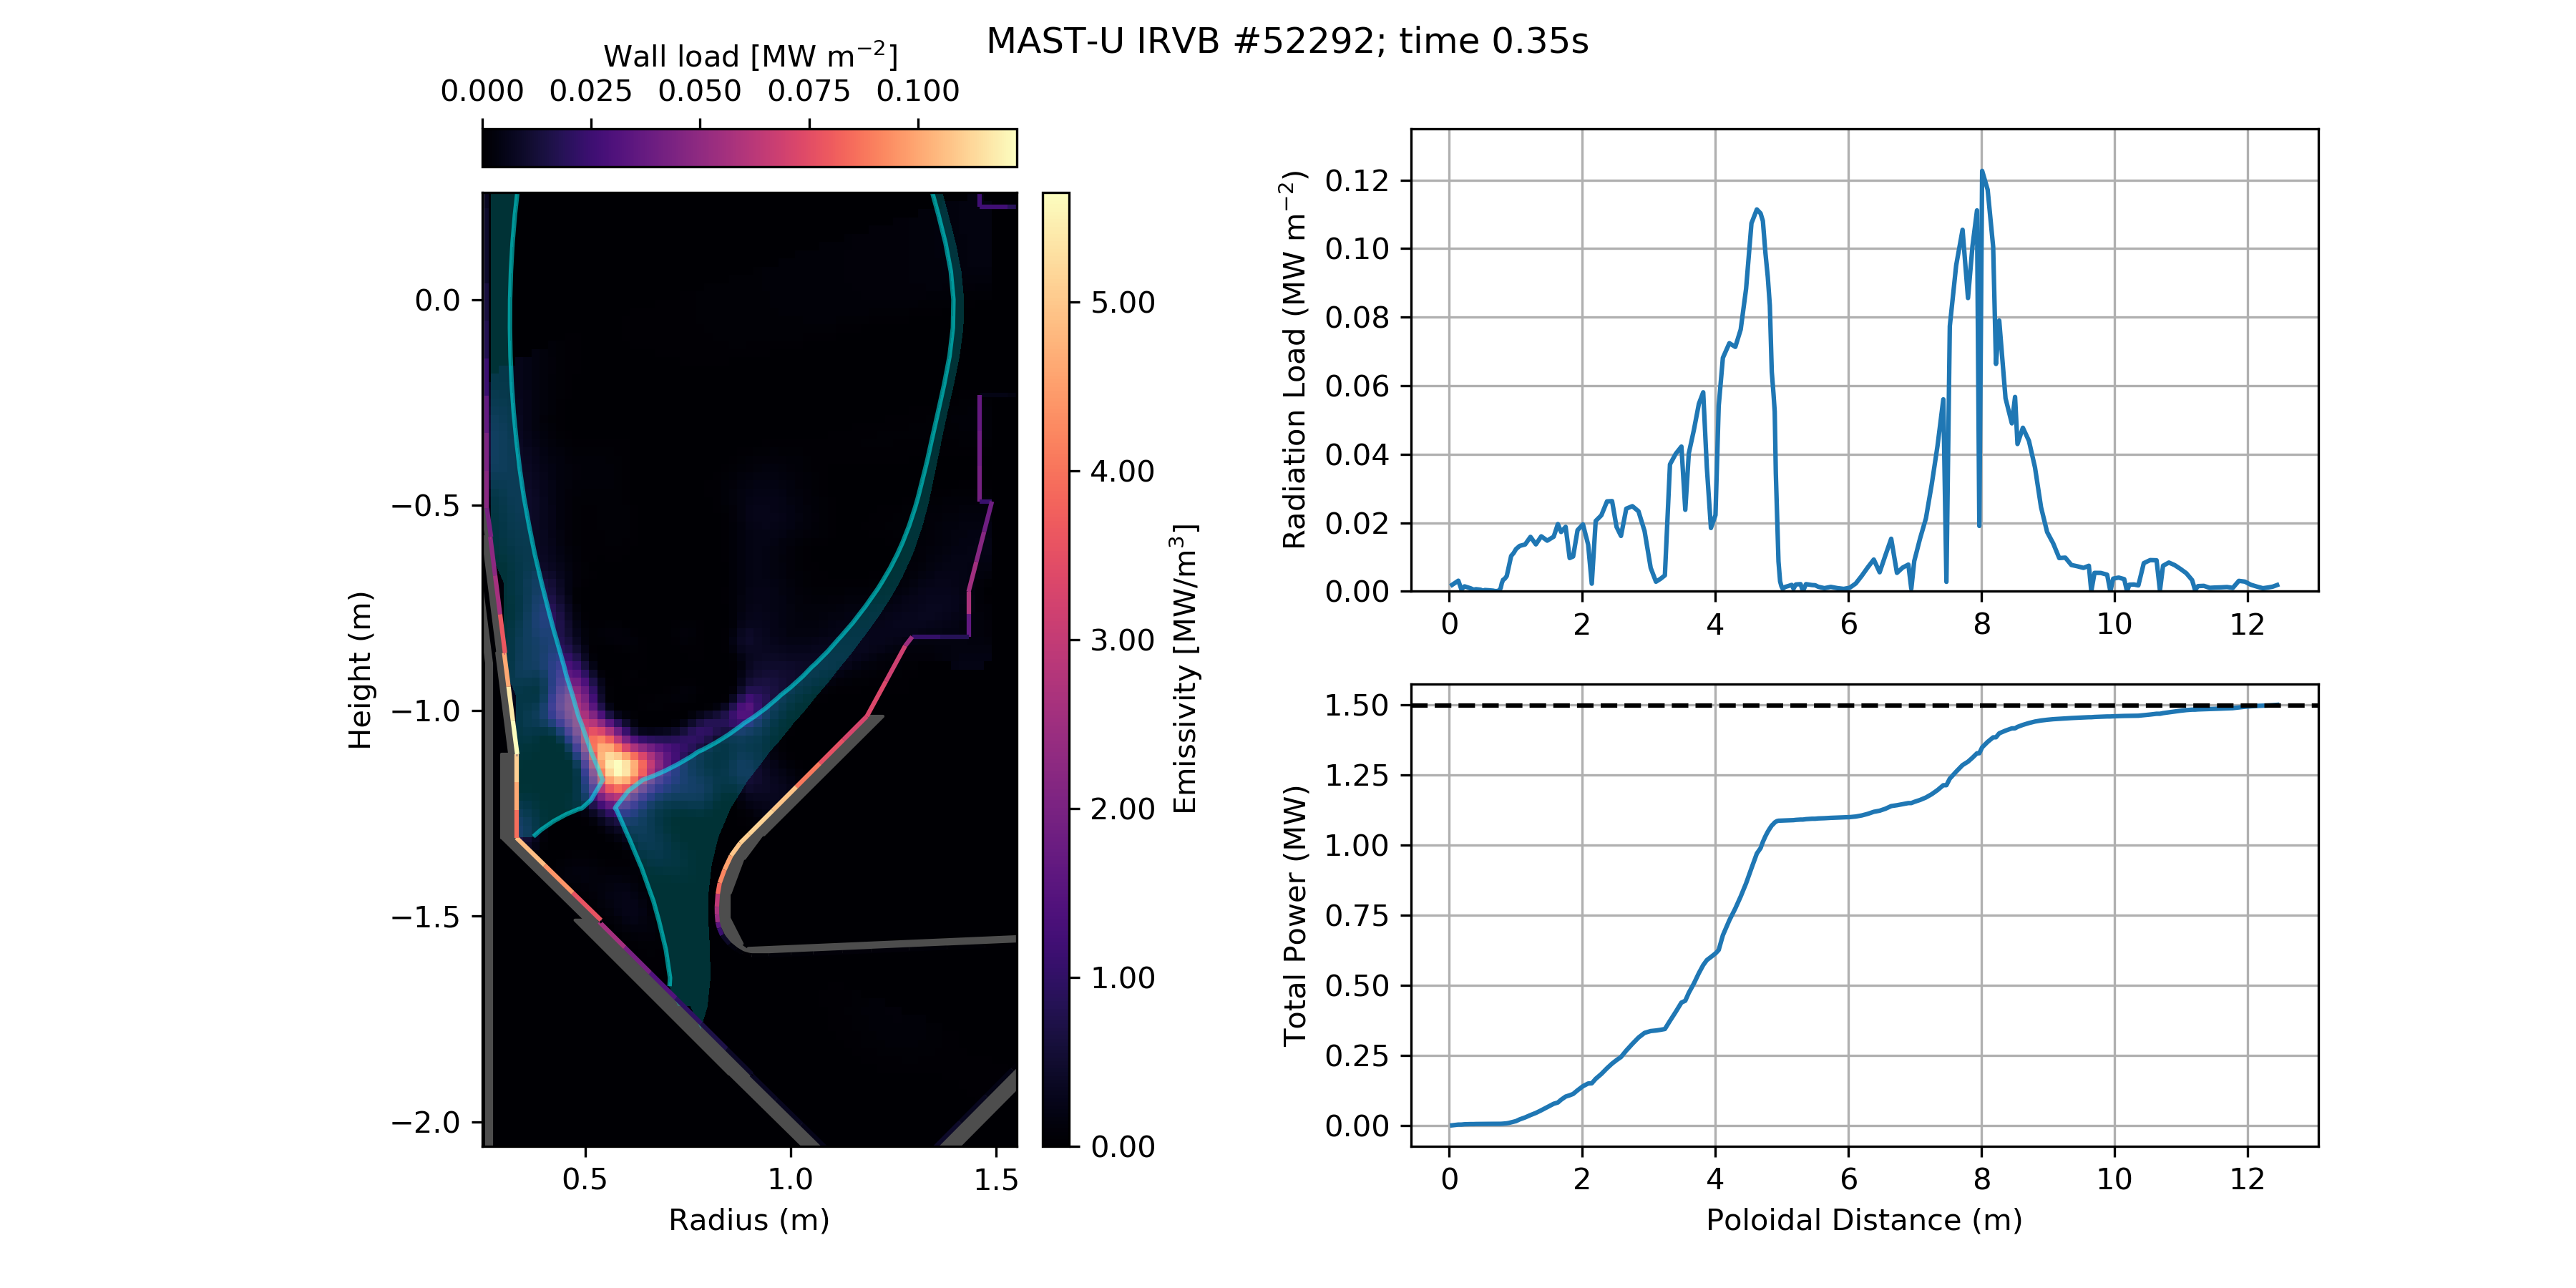 MAST-U IRVB #52292; time 0.35s
Wall load [MW m⁻²]
0.000 0.025 0.050 0.075 0.100
Height (m)
0.0
−0.5
−1.0
−1.5
−2.0
0.5 1.0 1.5
Radius (m)
5.00
4.00
3.00
2.00
1.00
0.00
Emissivity [MW/m³]
Radiation Load (MW m⁻²)
0.12
0.10
0.08
0.06
0.04
0.02
0.00
0 2 4 6 8 10 12
Total Power (MW)
1.50
1.25
1.00
0.75
0.50
0.25
0.00
0 2 4 6 8 10 12
Poloidal Distance (m)